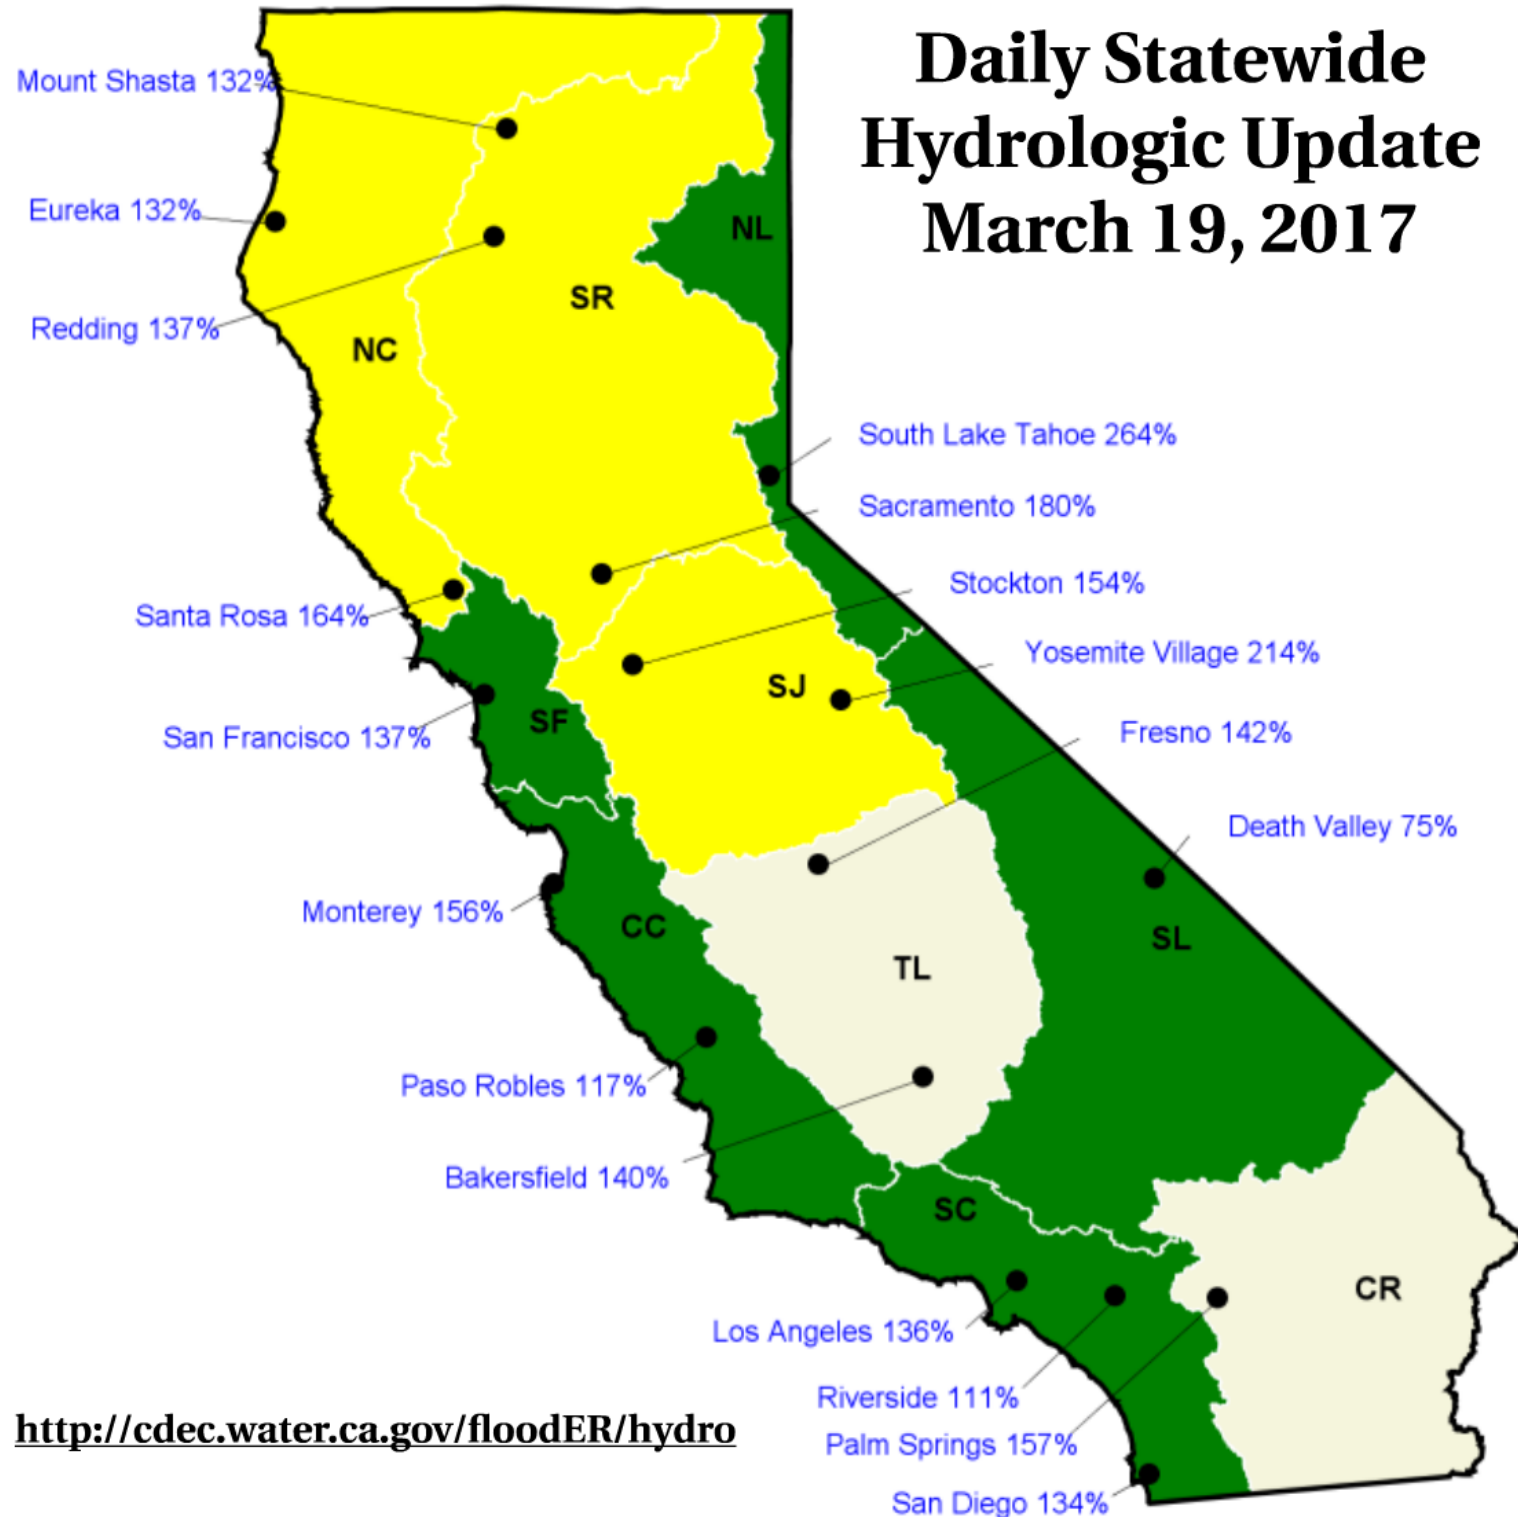 Daily Statewide
Hydrologic Update
March 19, 2017
Mount Shasta 132%
Eureka 132%
NL
SR
Redding 137%
NC
South Lake Tahoe 264%
Sacramento 180%
Stockton 154%
Santa Rosa 164%
Yosemite Village 214%
SJ
SF
Fresno 142%
San Francisco 137%
Death Valley 75%
Monterey 156%
CC
SL
TL
Paso Robles 117%
Bakersfield 140%
SC
CR
Los Angeles 136%
Riverside 111%
http://cdec.water.ca.gov/floodER/hydro
Palm Springs 157%
San Diego 134%